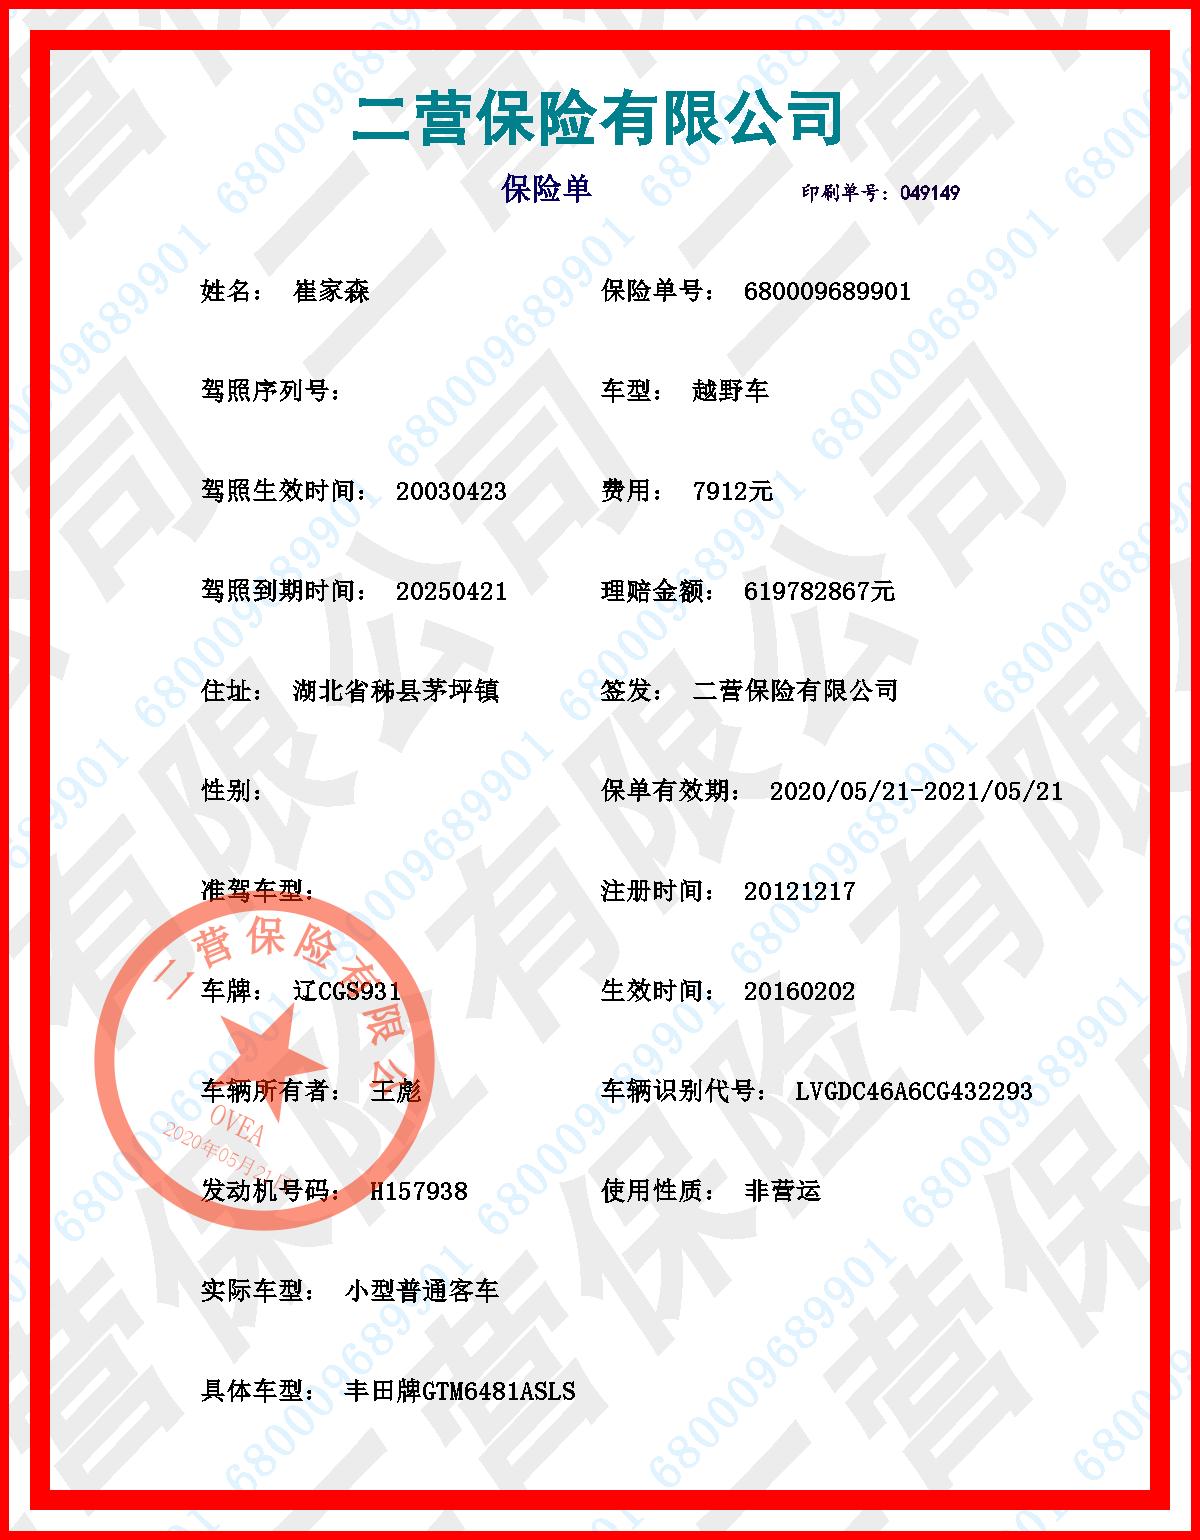 二营保险有限公司
保险单
印刷单号：049149
姓名： 崔家森
保险单号： 680009689901
驾照序列号：
车型： 越野车
驾照生效时间： 20030423
费用： 7912元
驾照到期时间： 20250421
理赔金额： 619782867元
住址： 湖北省秭县茅坪镇
签发： 二营保险有限公司
性别：
保单有效期： 2020/05/21-2021/05/21
准驾车型：
注册时间： 20121217
车牌： 辽CGS931
生效时间： 20160202
车辆所有者： 王彪
车辆识别代号： LVGDC46A6CG432293
发动机号码： H157938
使用性质： 非营运
实际车型： 小型普通客车
具体车型： 丰田牌GTM6481ASLS
二营保险有限公
OVEA
2020年05月21日